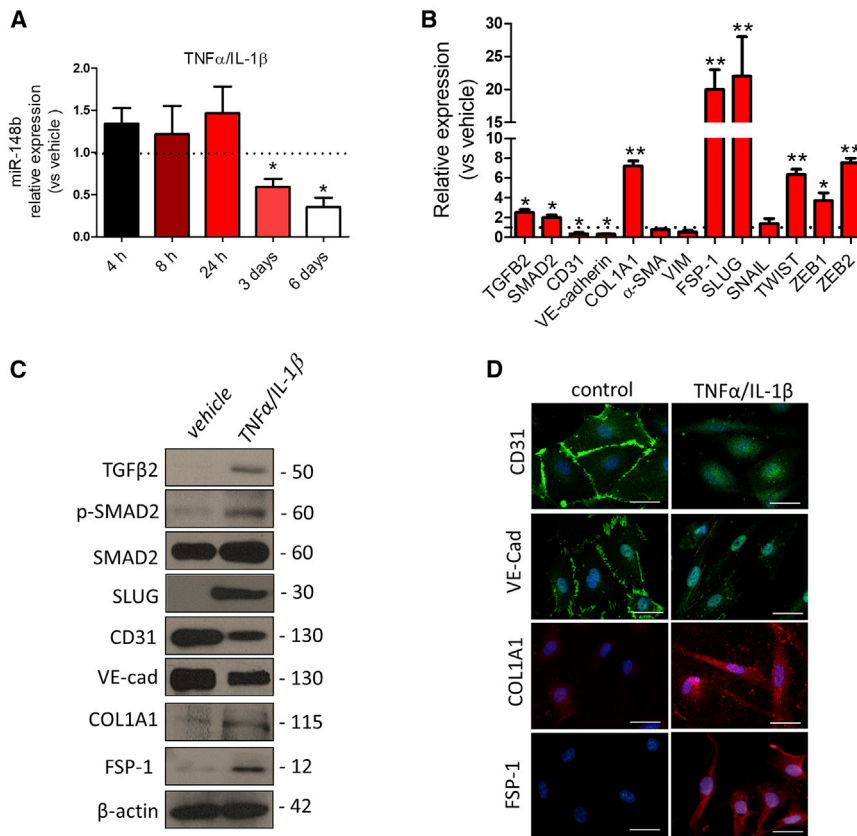 A
TNFα/IL-1β
miR-148b
relative expression
(vs vehicle )
2.0
1.5
1.0
0.5
0.0
*
*
4 h
8 h
24 h
3 days
6 days
B
Relative expression
(vs vehicle)
30
25
20
15
10
8
6
4
2
0
*
*
*
*
**
**
**
**
*
**
TGFB2
SMAD2
CD31
VE-cadherin
COL1A1
α-SMA
VIM
FSP-1
SLUG
SNAIL
TWIST
ZEB1
ZEB2
C
vehicle
TNFα/IL-1β
TGFβ2 - 50
p-SMAD2 - 60
SMAD2 - 60
SLUG - 30
CD31 - 130
VE-cad - 130
COL1A1 - 115
FSP-1 - 12
β-actin - 42
D
control TNFα/IL-1β
CD31
VE-Cad
COL1A1
FSP-1